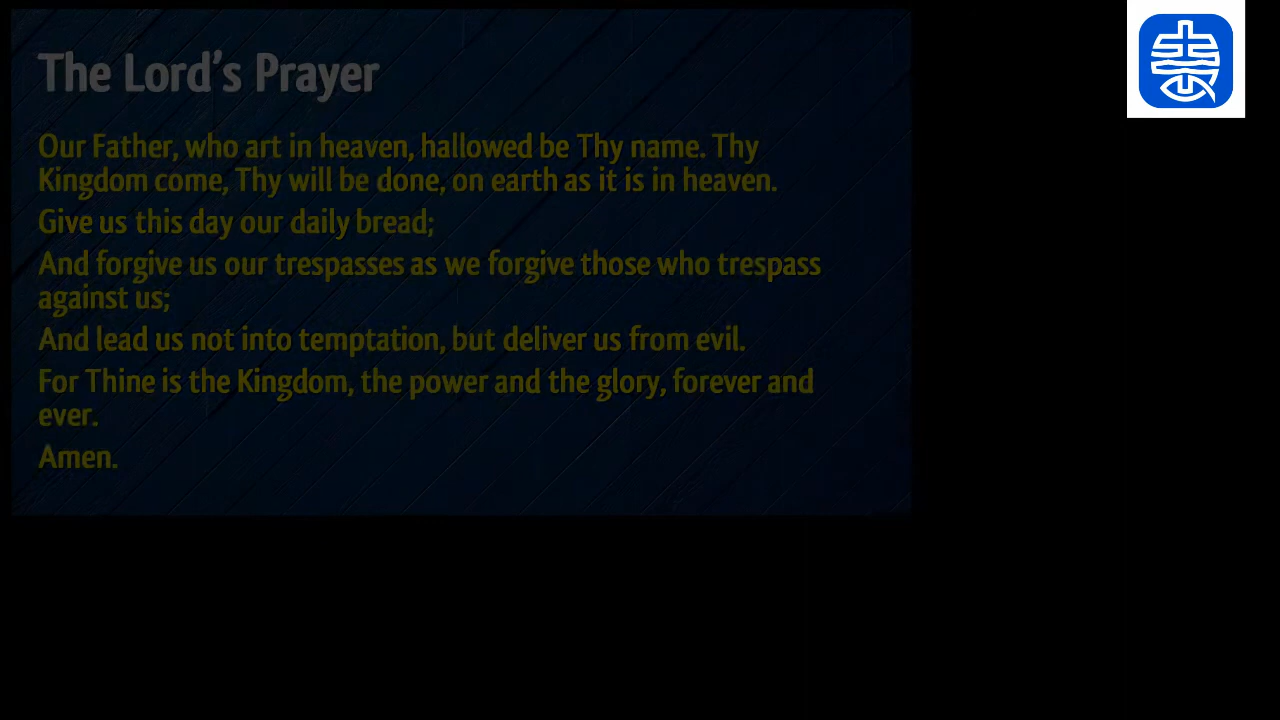 The Lord's Prayer
Our Father, who art in heaven, hallowed be Thy name. Thy
Kingdom come, Thy will be done, on earth as it is in heaven.
Give us this day our daily bread;
And forgive us our trespasses as we forgive those who trespass
against us;
And lead us not into temptation, but deliver us from evil.
For Thine is the Kingdom, the power and the glory, forever and
ever.
Amen.